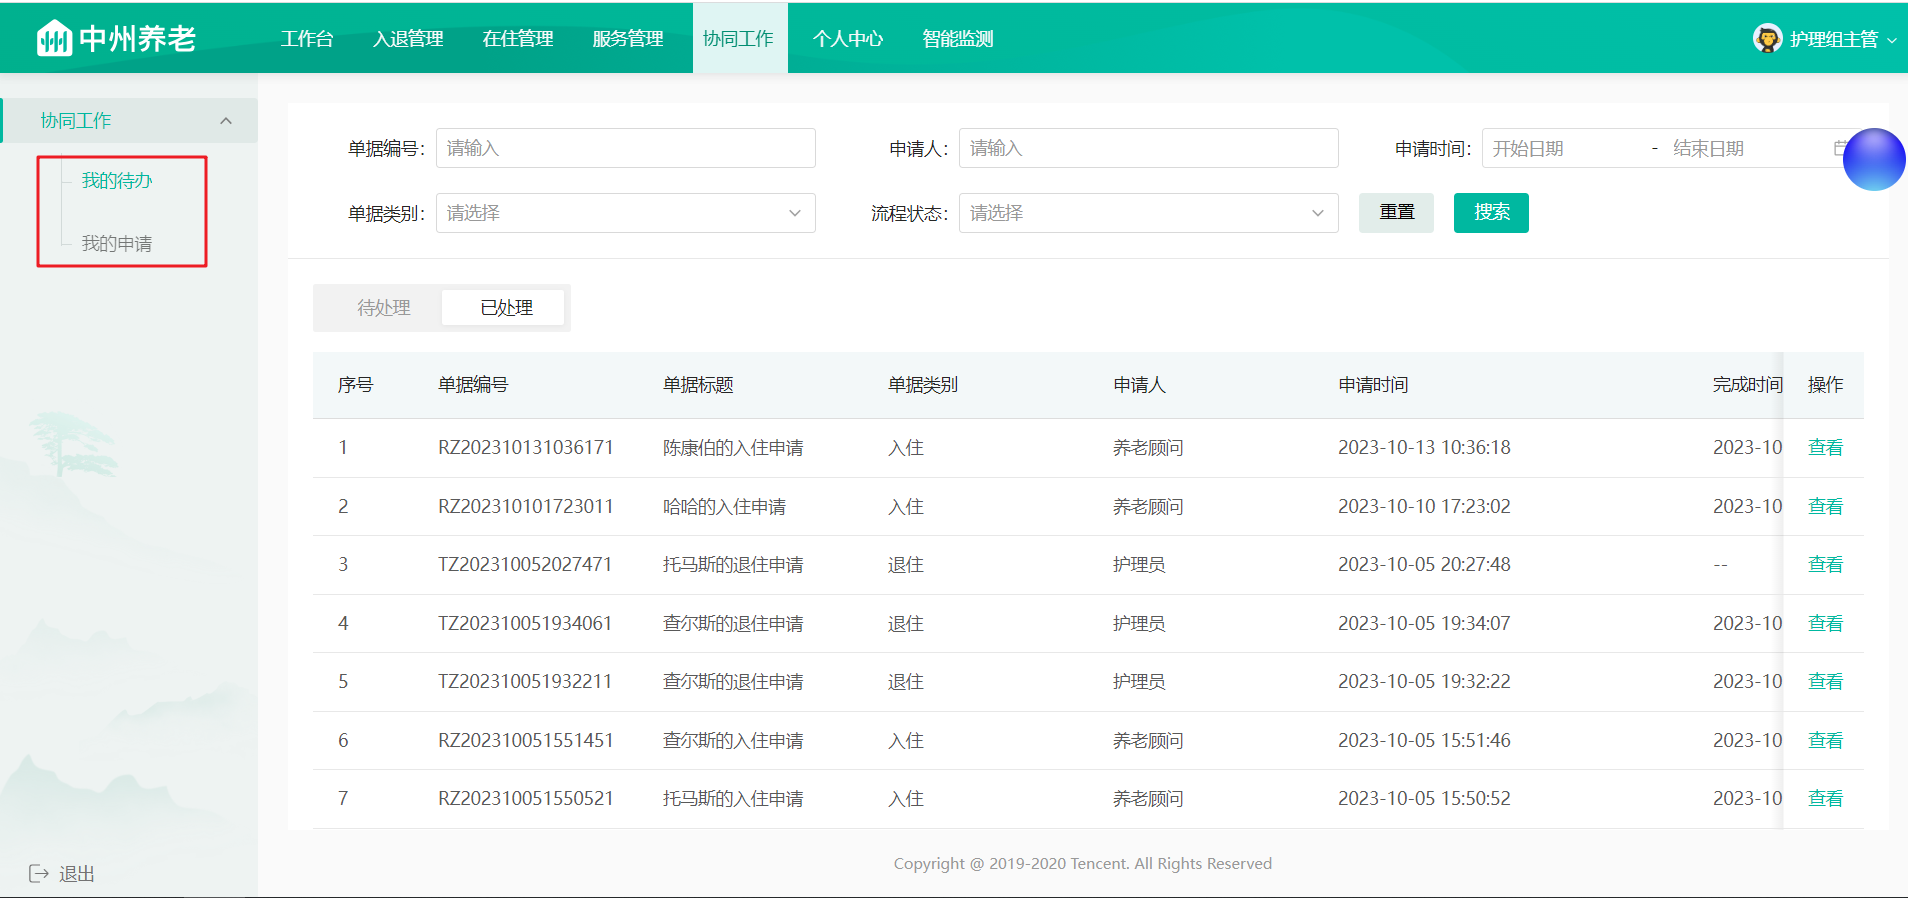 中州养老 工作台 入退管理 在住管理 服务管理 协同工作 个人中心 智能监测 护理组主管
协同工作
我的待办
我的申请
退出
单据编号: 请输入 申请人: 请输入 申请时间: 开始日期 - 结束日期
单据类别: 请选择 流程状态: 请选择 重置 搜索
待处理 已处理
序号 单据编号 单据标题 单据类别 申请人 申请时间 完成时间 操作
1 RZ202310131036171 陈康伯的入住申请 入住 养老顾问 2023-10-13 10:36:18 2023-10 查看
2 RZ202310101723011 哈哈的入住申请 入住 养老顾问 2023-10-10 17:23:02 2023-10 查看
3 TZ202310052027471 托马斯的退住申请 退住 护理员 2023-10-05 20:27:48 -- 查看
4 TZ202310051934061 查尔斯的退住申请 退住 护理员 2023-10-05 19:34:07 2023-10 查看
5 TZ202310051932211 查尔斯的退住申请 退住 护理员 2023-10-05 19:32:22 2023-10 查看
6 RZ202310051551451 查尔斯的入住申请 入住 养老顾问 2023-10-05 15:51:46 2023-10 查看
7 RZ202310051550521 托马斯的入住申请 入住 养老顾问 2023-10-05 15:50:52 2023-10 查看
Copyright @ 2019-2020 Tencent. All Rights Reserved